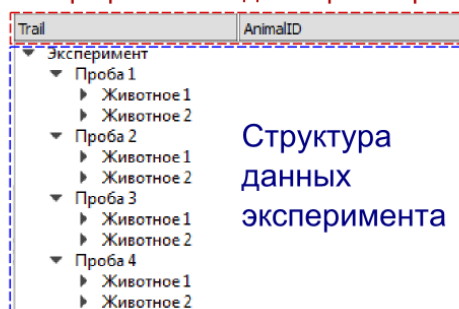 Trail AnimalID
Эксперимент
Проба 1
Животное 1
Животное 2
Проба 2
Животное 1
Животное 2
Проба 3
Животное 1
Животное 2
Проба 4
Животное 1
Животное 2
Структура
данных
эксперимента